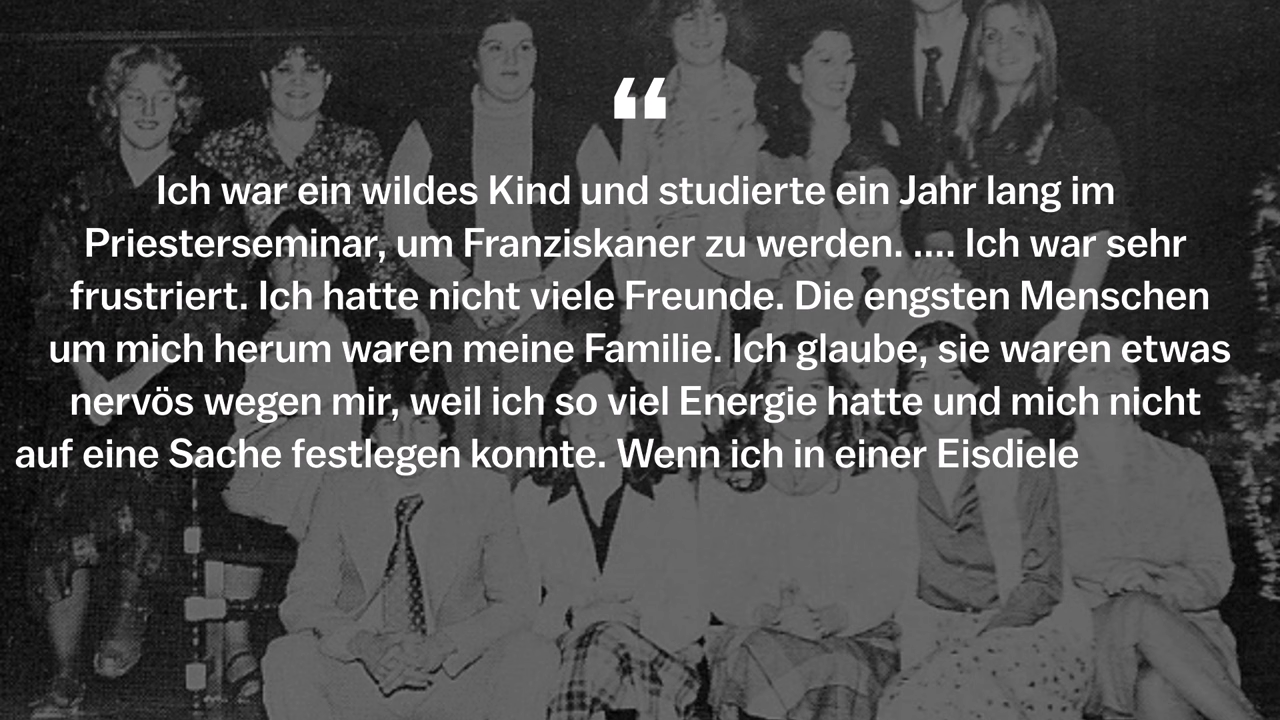 “
Ich war ein wildes Kind und studierte ein Jahr lang im
Priesterseminar, um Franziskaner zu werden. .... Ich war sehr
frustriert. Ich hatte nicht viele Freunde. Die engsten Menschen
um mich herum waren meine Familie. Ich glaube, sie waren etwas
nervös wegen mir, weil ich so viel Energie hatte und mich nicht
auf eine Sache festlegen konnte. Wenn ich in einer Eisdiele